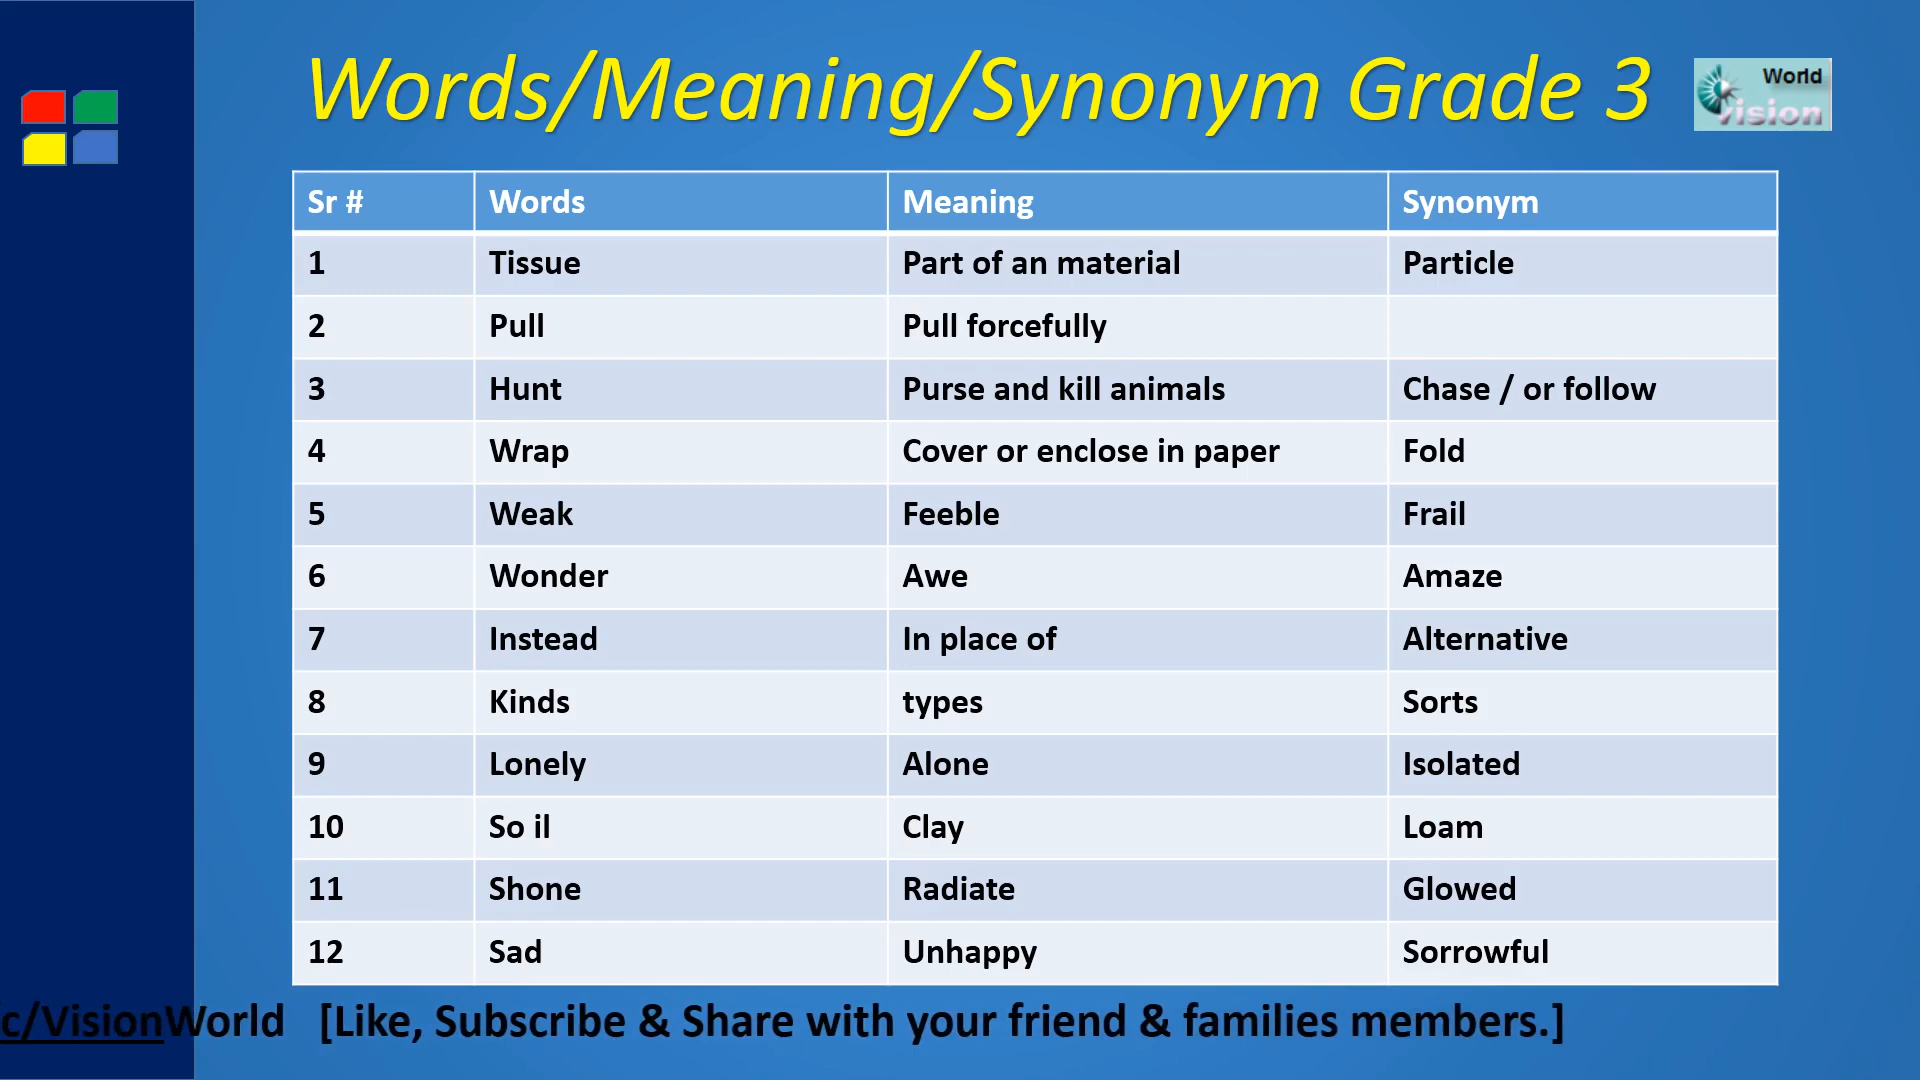 Words/Meaning/Synonym Grade 3
World
vision
Sr # Words Meaning Synonym
1 Tissue Part of an material Particle
2 Pull Pull forcefully
3 Hunt Purse and kill animals Chase / or follow
4 Wrap Cover or enclose in paper Fold
5 Weak Feeble Frail
6 Wonder Awe Amaze
7 Instead In place of Alternative
8 Kinds types Sorts
9 Lonely Alone Isolated
10 So il Clay Loam
11 Shone Radiate Glowed
12 Sad Unhappy Sorrowful
c/VisionWorld [Like, Subscribe & Share with your friend & families members.]